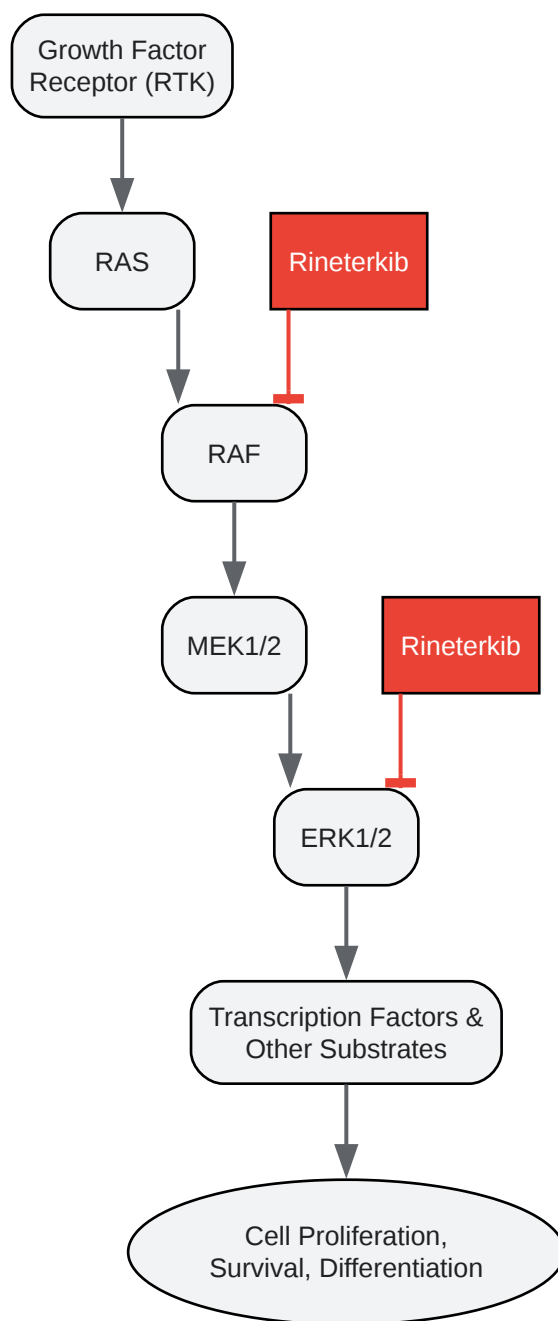 Growth Factor
Receptor (RTK)
RAS
Rineterkib
RAF
MEK1/2
Rineterkib
ERK1/2
Transcription Factors &
Other Substrates
Cell Proliferation,
Survival, Differentiation